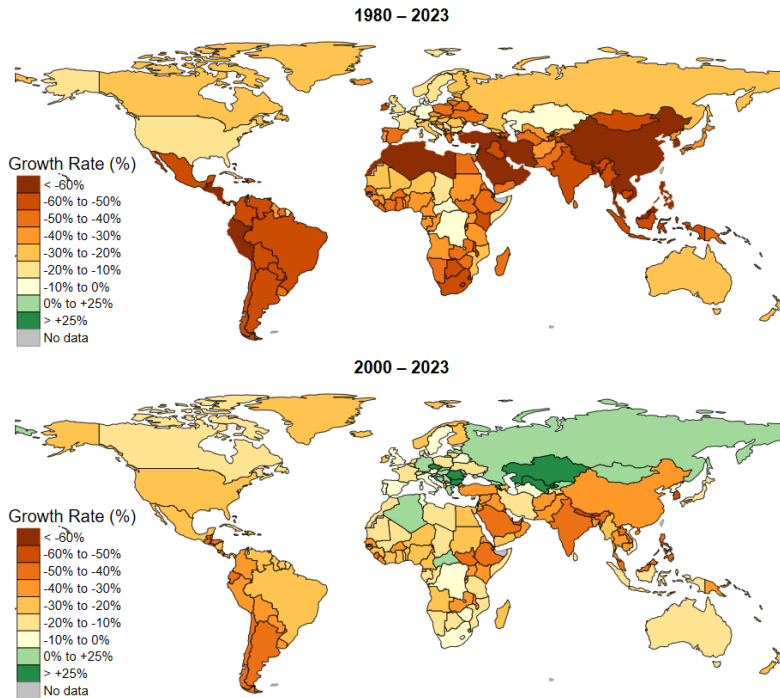 1980 – 2023
Growth Rate (%)
< -60%
-60% to -50%
-50% to -40%
-40% to -30%
-30% to -20%
-20% to -10%
-10% to 0%
0% to +25%
> +25%
No data
2000 – 2023
Growth Rate (%)
< -60%
-60% to -50%
-50% to -40%
-40% to -30%
-30% to -20%
-20% to -10%
-10% to 0%
0% to +25%
> +25%
No data